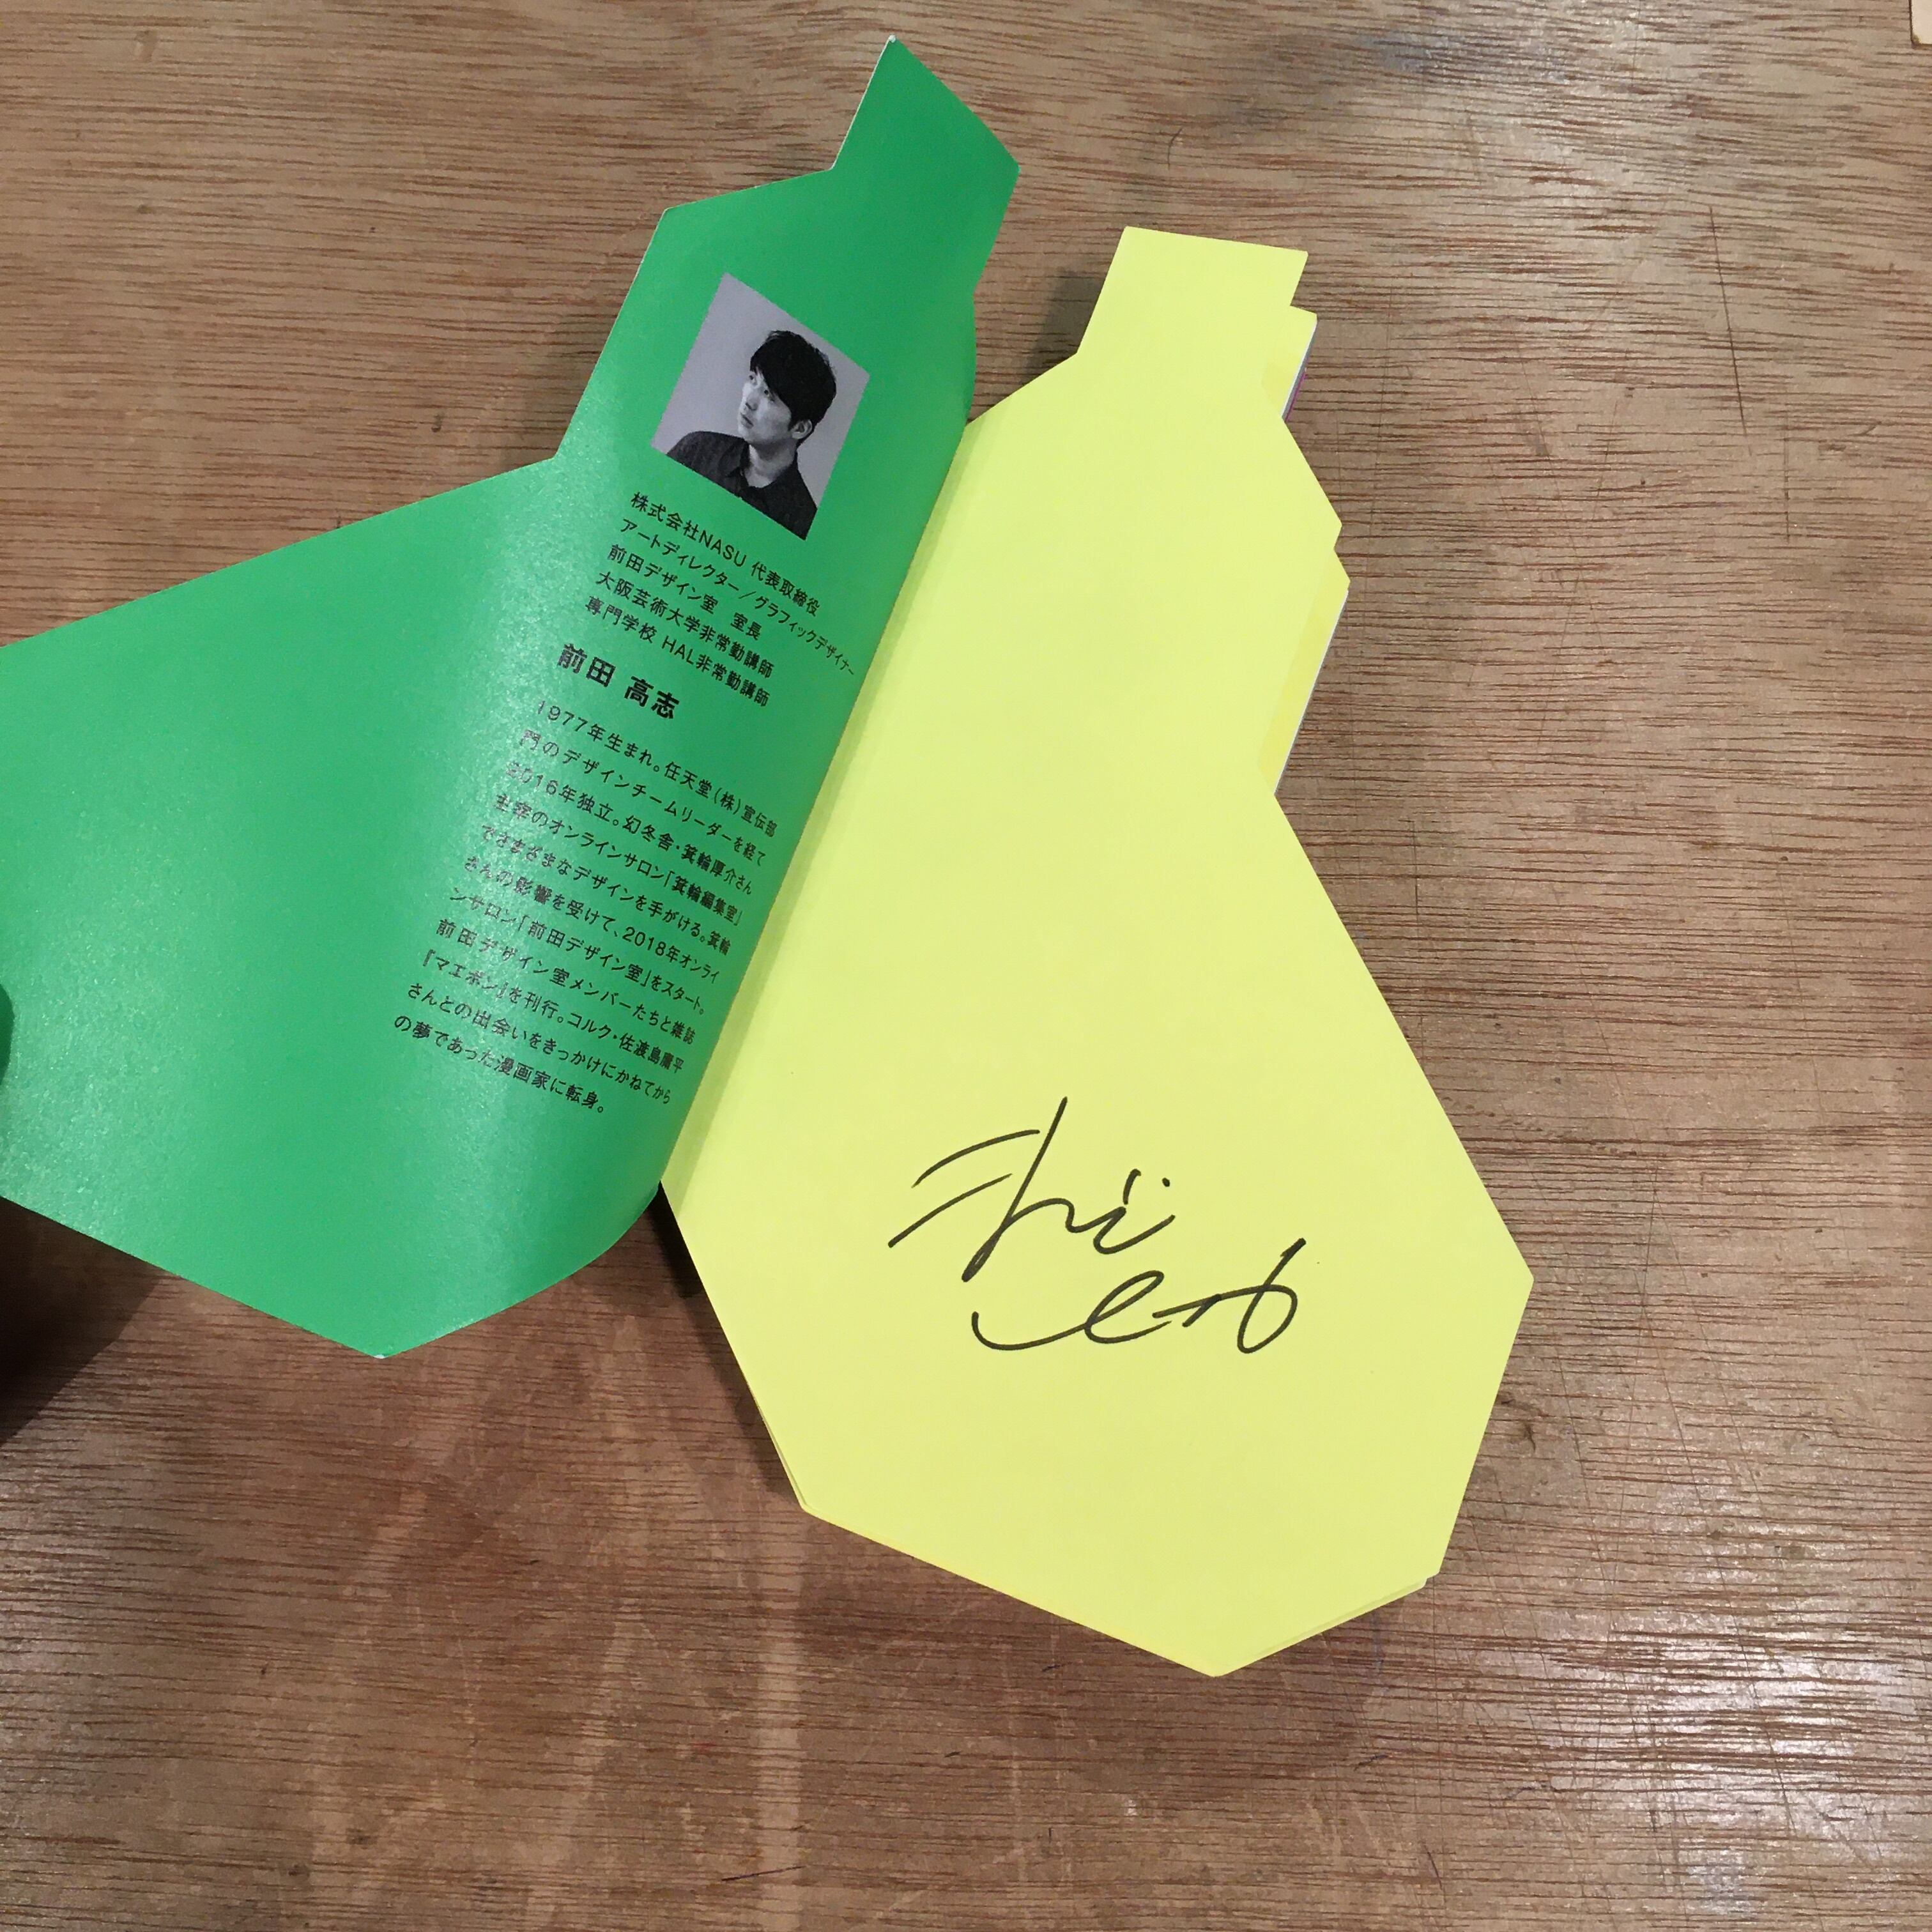 株式会社NASU 代表取締役
アートディレクター／グラフィックデザイナー
前田デザイン室　室長
大阪芸術大学非常勤講師
専門学校 HAL非常勤講師
前田 高志
1977年生まれ。任天堂（株）宣伝部
門のデザインチームリーダーを経て
2016年独立。幻冬舎・箕輪厚介さん
主宰のオンラインサロン「箕輪編集室」
でさまざまなデザインを手がける。箕輪
さんの影響を受けて、2018年オンライ
ンサロン「前田デザイン室」をスタート。
前田デザイン室メンバーたちと雑誌
『マエボン』を刊行。コルク・佐渡島庸平
さんとの出会いをきっかけにかねてから
の夢であった漫画家に転身。